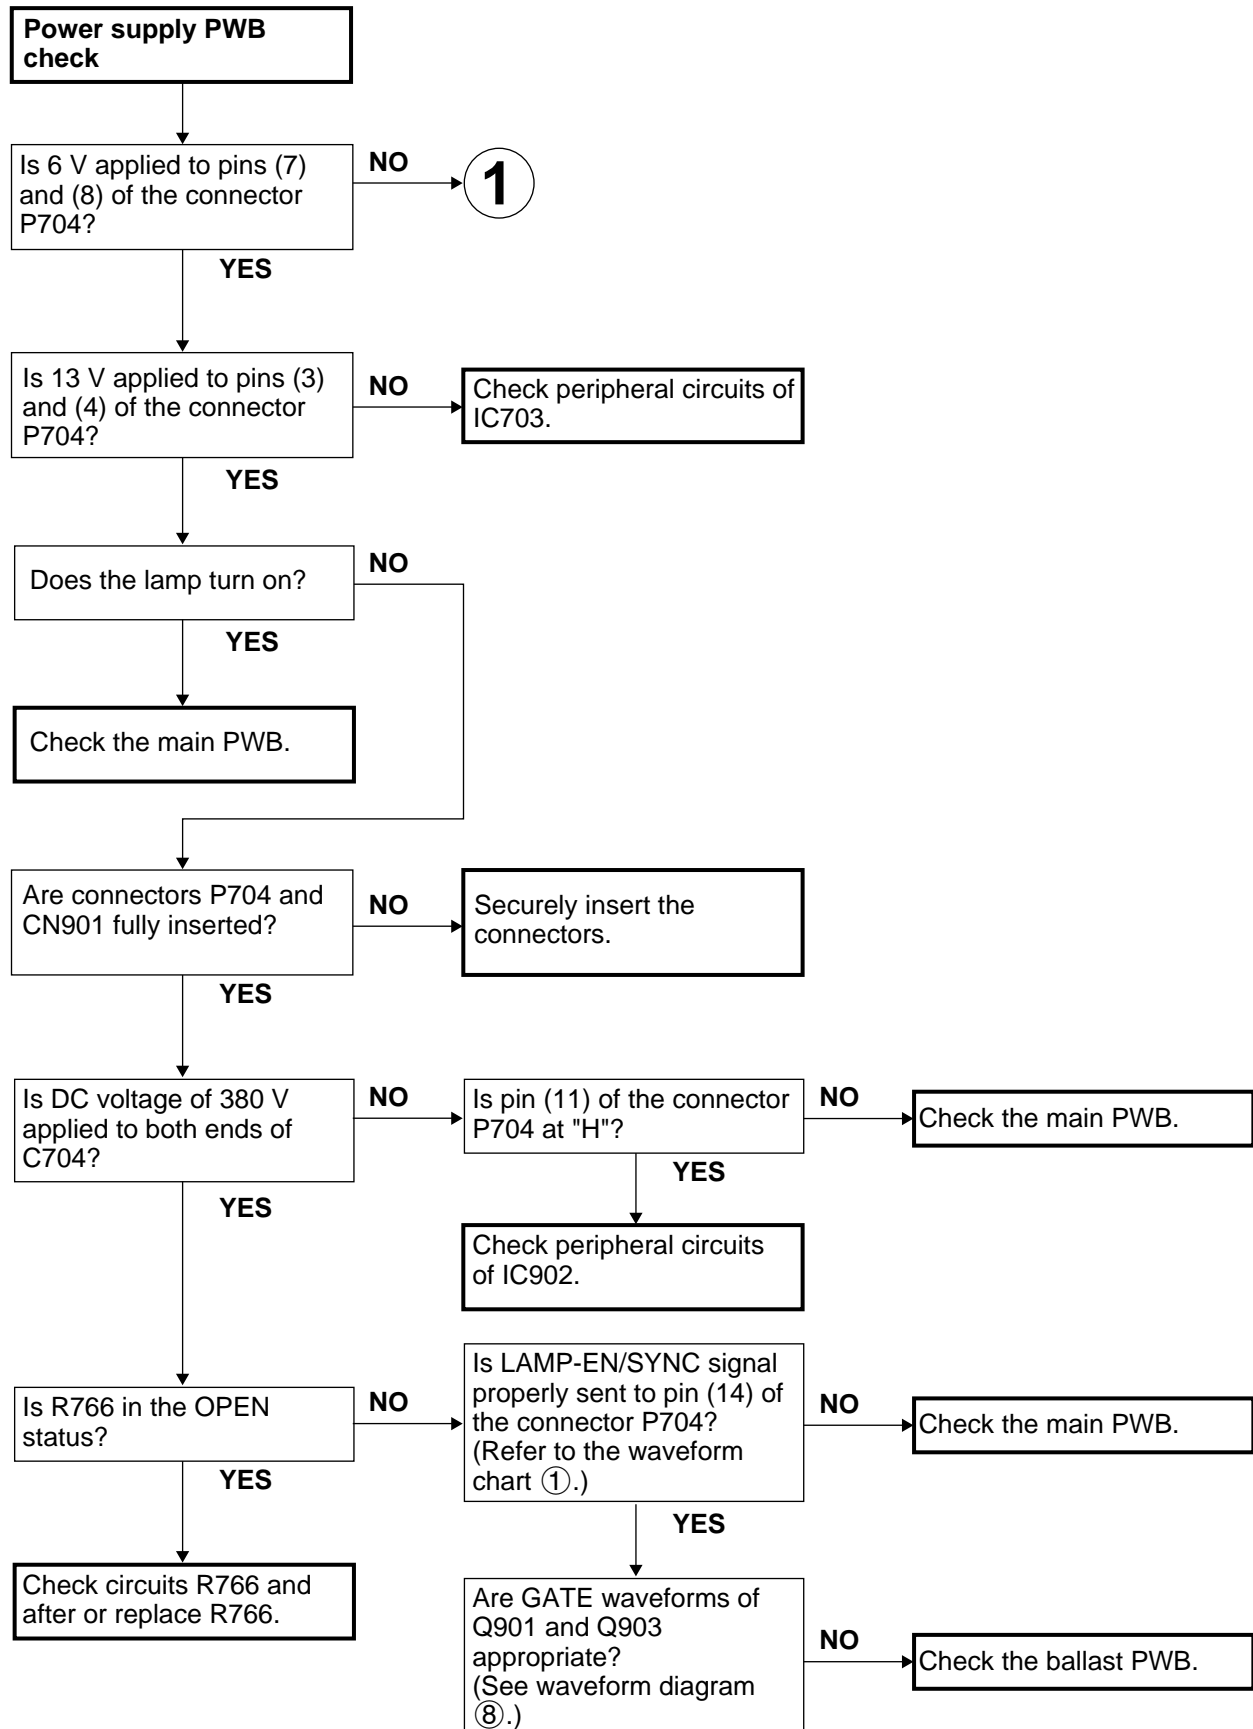 Power supply PWB
check
Is 6 V applied to pins (7)
and (8) of the connector
P704?
NO
1
YES
Is 13 V applied to pins (3)
and (4) of the connector
P704?
NO
Check peripheral circuits of
IC703.
YES
Does the lamp turn on?
NO
YES
Check the main PWB.
Are connectors P704 and
CN901 fully inserted?
NO
Securely insert the
connectors.
YES
Is DC voltage of 380 V
applied to both ends of
C704?
NO
Is pin (11) of the connector
P704 at "H"?
NO
Check the main PWB.
YES
YES
Check peripheral circuits
of IC902.
Is R766 in the OPEN
status?
NO
Is LAMP-EN/SYNC signal
properly sent to pin (14) of
the connector P704?
(Refer to the waveform
chart ①.)
NO
Check the main PWB.
YES
YES
Check circuits R766 and
after or replace R766.
Are GATE waveforms of
Q901 and Q903
appropriate?
(See waveform diagram
⑧.)
NO
Check the ballast PWB.